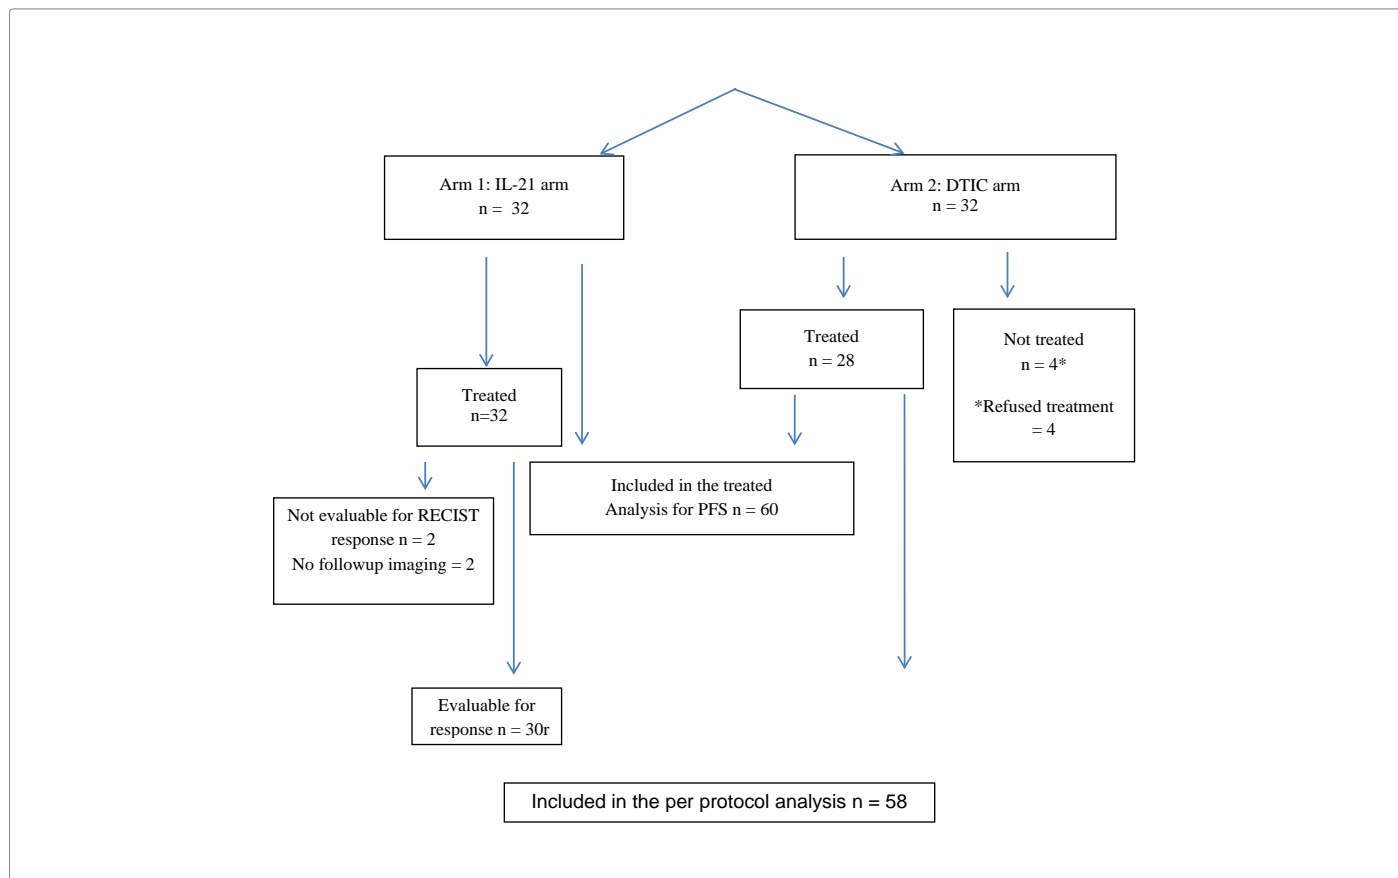 Arm 1: IL-21 arm
n = 32
Arm 2: DTIC arm
n = 32
Treated
n = 28
Not treated
n = 4*
*Refused treatment
= 4
Treated
n=32
Included in the treated
Analysis for PFS n = 60
Not evaluable for RECIST
response n = 2
No followup imaging = 2
Evaluable for
response n = 30r
Included in the per protocol analysis n = 58